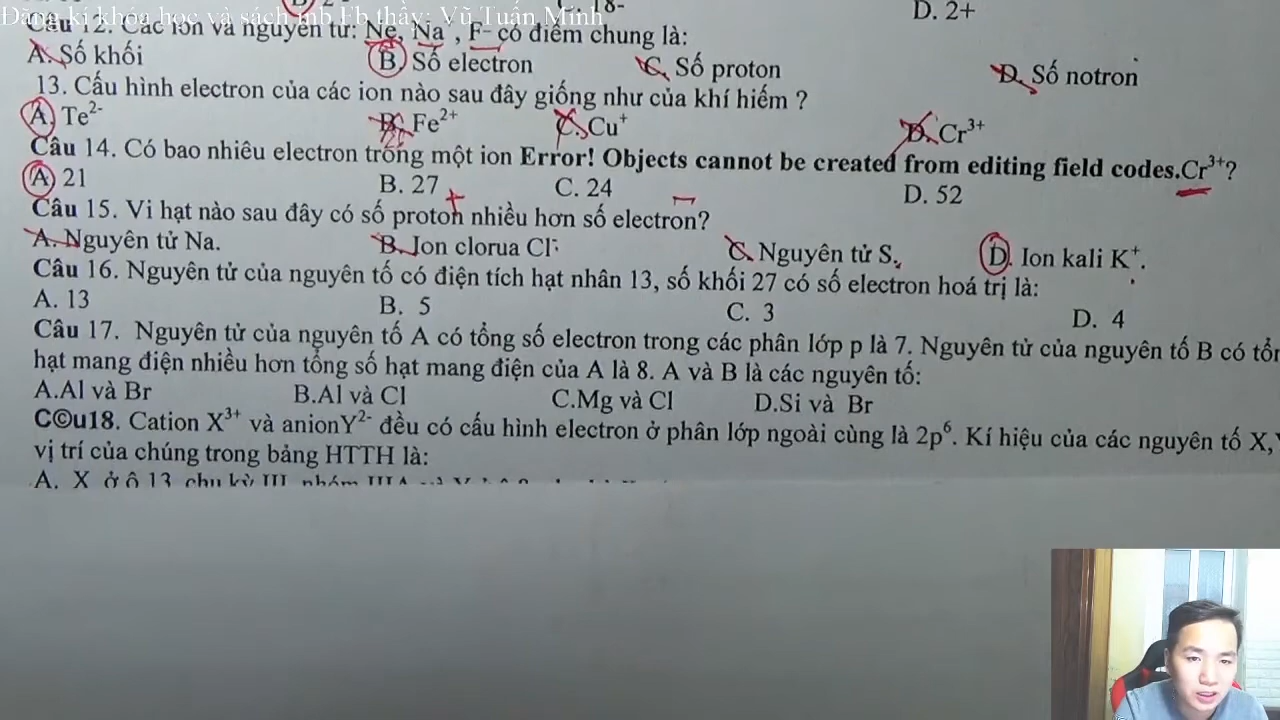 Đăng kí khóa học và sách inb Fb thầy: Vũ Tuấn Minh
D. 2+
Câu 12. Các ion và nguyên tử: Ne, Na⁺, F⁻ có điểm chung là:
A. Số khối B. Số electron C. Số proton D. Số notron
13. Cấu hình electron của các ion nào sau đây giống như của khí hiếm ?
A. Te²⁻ B. Fe²⁺ C. Cu⁺ D. Cr³⁺
Câu 14. Có bao nhiêu electron trong một ion Error! Objects cannot be created from editing field codes.Cr³⁺?
A) 21 B. 27 C. 24 D. 52
Câu 15. Vi hạt nào sau đây có số proton nhiều hơn số electron?
A. Nguyên tử Na. B. Ion clorua Cl⁻. C. Nguyên tử S. D. Ion kali K⁺.
Câu 16. Nguyên tử của nguyên tố có điện tích hạt nhân 13, số khối 27 có số electron hoá trị là:
A. 13 B. 5 C. 3 D. 4
Câu 17. Nguyên tử của nguyên tố A có tổng số electron trong các phân lớp p là 7. Nguyên tử của nguyên tố B có
hạt mang điện nhiều hơn tổng số hạt mang điện của A là 8. A và B là các nguyên tố:
A.Al và Br B.Al và Cl C.Mg và Cl D.Si và Br
C©u18. Cation X³⁺ và anionY²⁻ đều có cấu hình electron ở phân lớp ngoài cùng là 2p⁶. Kí hiệu của các nguyên tố X,
vị trí của chúng trong bảng HTTH là:
A. X ở ô 13 chu kỳ III